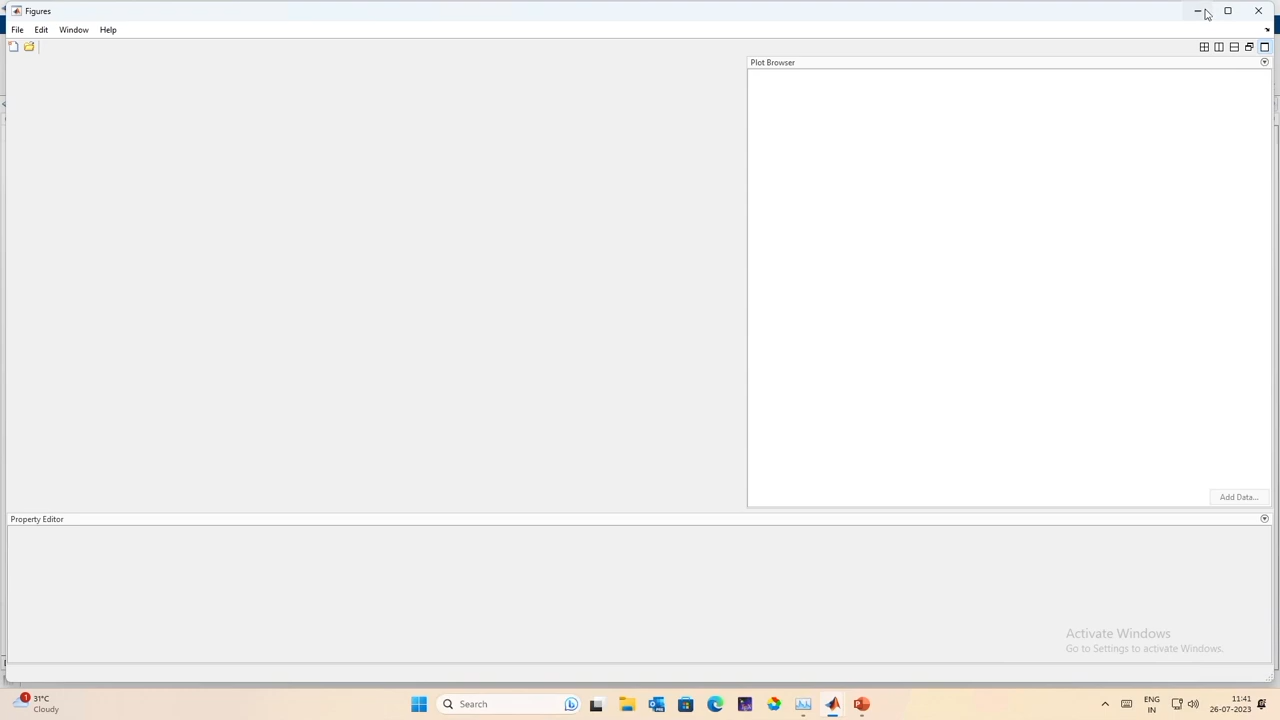 Figures
File Edit Window Help
Plot Browser
Add Data...
Property Editor
Activate Windows
Go to Settings to activate Windows.
1
31°C
Cloudy
Search
ENG
IN
11:41
26-07-2023